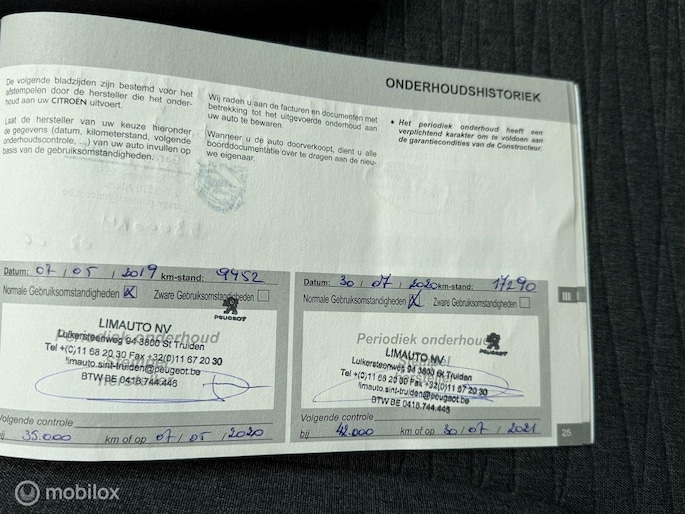 ONDERHOUDSHISTORIEK
De volgende bladzijden zijn bestemd voor het
afstempelen door de hersteller die het onder-
houd aan uw CITROËN uitvoert.
Laat de hersteller van uw keuze hieronder
de gegevens (datum, kilometerstand, volgende
onderhoudscontrole, ...) van uw auto invullen op
basis van de gebruiksomstandigheden.
Wij raden u aan de facturen en documenten met
betrekking tot het uitgevoerde onderhoud aan
uw auto te bewaren.
Wanneer u de auto doorverkoopt, dient u alle
boorddocumentatie over te dragen aan de nieu-
we eigenaar.
• Het periodiek onderhoud heeft een
verplichtend karakter om te voldoen aan
de garantiecondities van de Constructeur.
Datum: 07 / 05 / 2019 km-stand: 9452
Normale Gebruiksomstandigheden X Zware Gebruiksomstandigheden
PEUGEOT
Periodiek onderhoud
LIMAUTO NV
Luikersteenweg 94 3800 St Truiden
Tel +(0)11 68 20 30 Fax +32(0)11 67 20 30
limauto.sint-truiden@peugeot.be
BTW BE 0418.744.446
Volgende controle
bij 35.000 km of op 07 / 05 / 2020
Datum: 30 / 07 / 2020 km-stand: 17290
Normale Gebruiksomstandigheden X Zware Gebruiksomstandigheden
PEUGEOT
Periodiek onderhoud
LIMAUTO NV
Luikersteenweg 94 3800 St Truiden
Tel +(0)11 68 20 30 Fax +32(0)11 67 20 30
limauto.sint-truiden@peugeot.be
BTW BE 0418.744.446
Volgende controle
bij 42.000 km of op 30 / 07 / 2021
III
25
mobilox